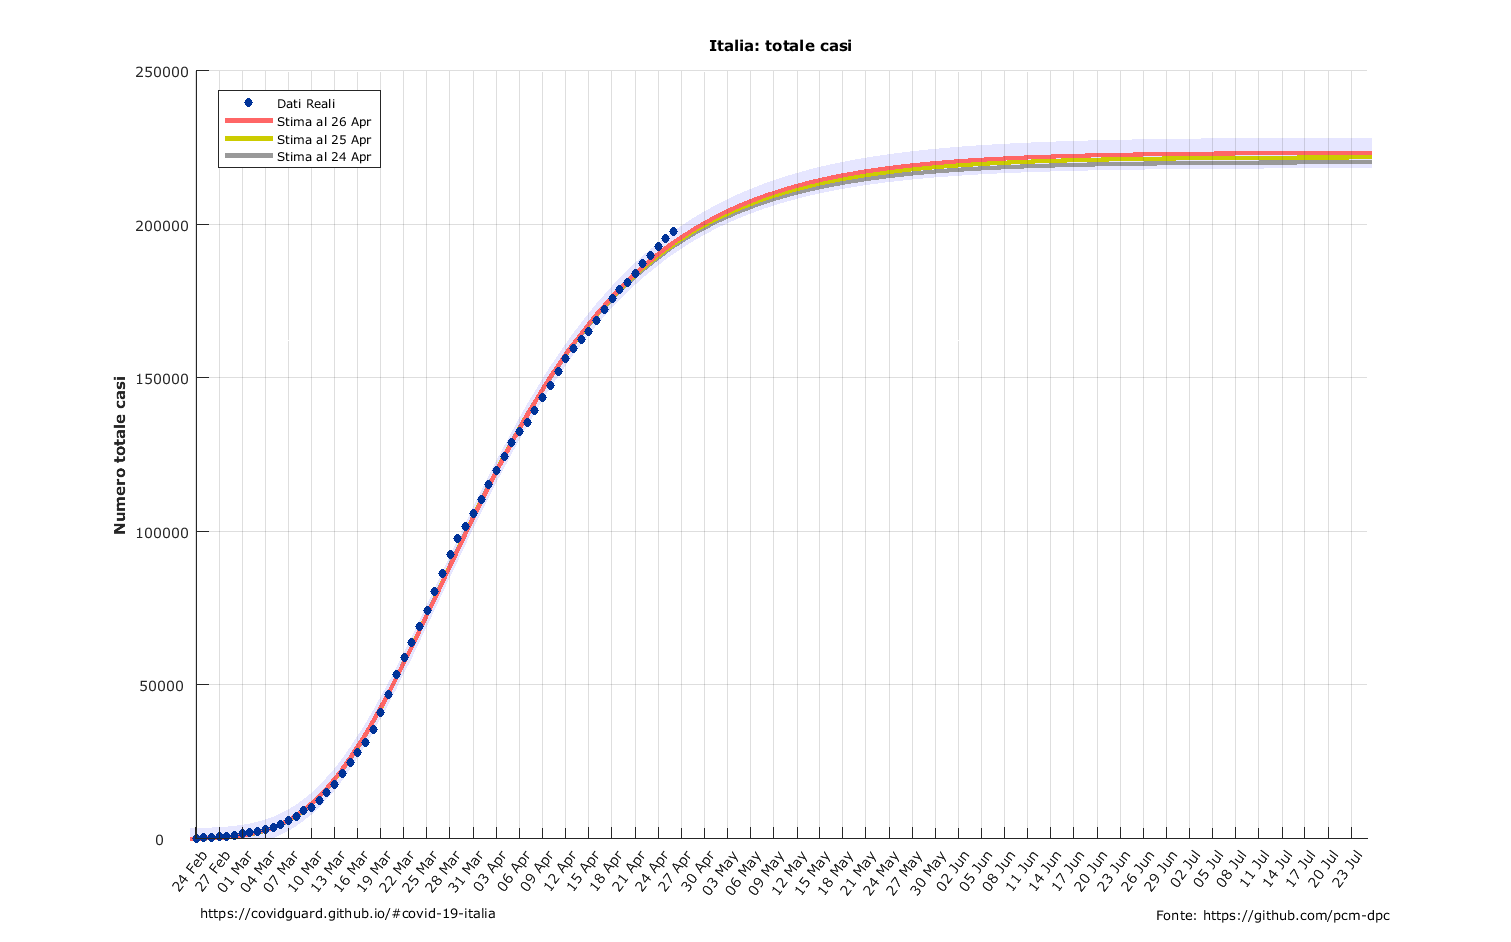 Italia: totale casi
250000
200000
150000
100000
50000
0
Numero totale casi
Dati Reali
Stima al 26 Apr
Stima al 25 Apr
Stima al 24 Apr
24 Feb
27 Feb
01 Mar
04 Mar
07 Mar
10 Mar
13 Mar
16 Mar
19 Mar
22 Mar
25 Mar
28 Mar
31 Mar
03 Apr
06 Apr
09 Apr
12 Apr
15 Apr
18 Apr
21 Apr
24 Apr
27 Apr
30 Apr
03 May
06 May
09 May
12 May
15 May
18 May
21 May
24 May
27 May
30 May
02 Jun
05 Jun
08 Jun
11 Jun
14 Jun
17 Jun
20 Jun
23 Jun
26 Jun
29 Jun
02 Jul
05 Jul
08 Jul
11 Jul
14 Jul
17 Jul
20 Jul
23 Jul
https://covidguard.github.io/#covid-19-italia
Fonte: https://github.com/pcm-dpc